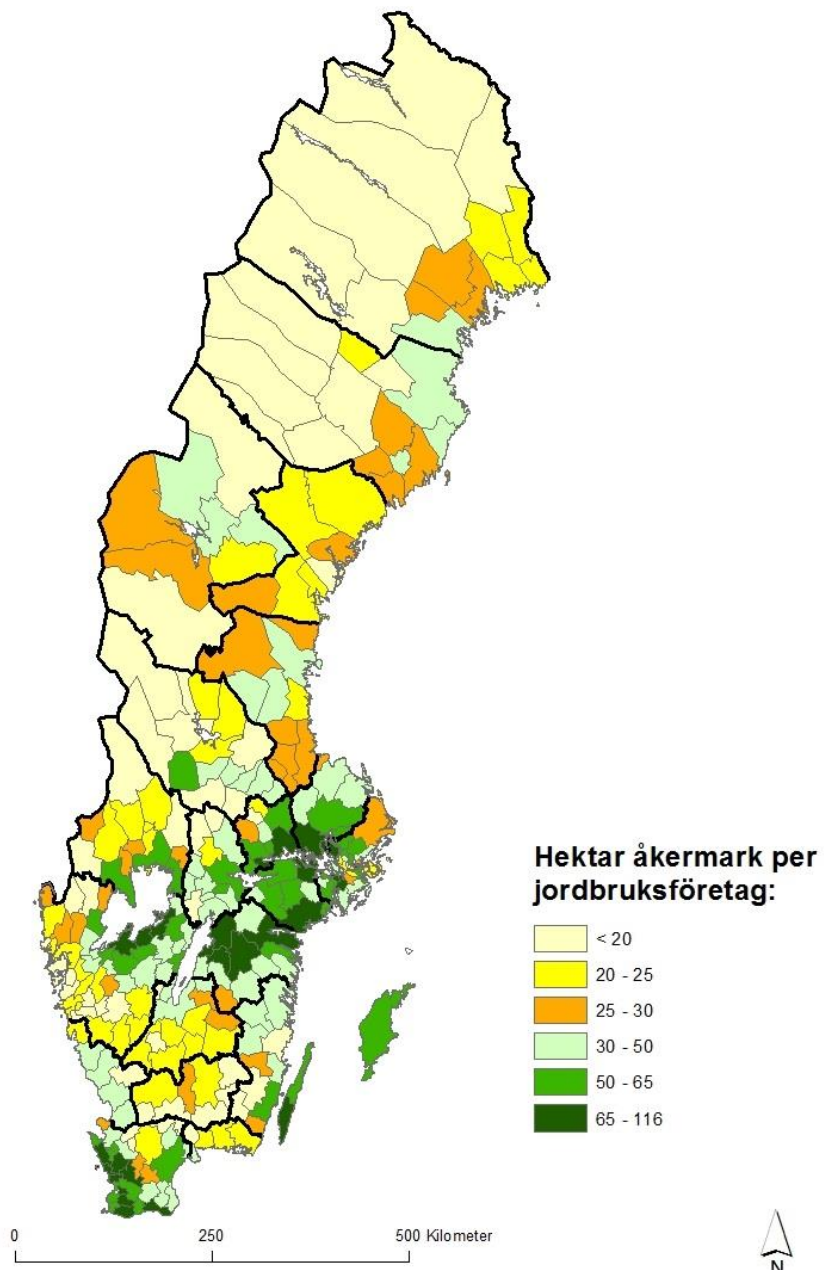 Hektar åkermark per
jordbruksföretag:
< 20
20 - 25
25 - 30
30 - 50
50 - 65
65 - 116
0 250 500 Kilometer
N